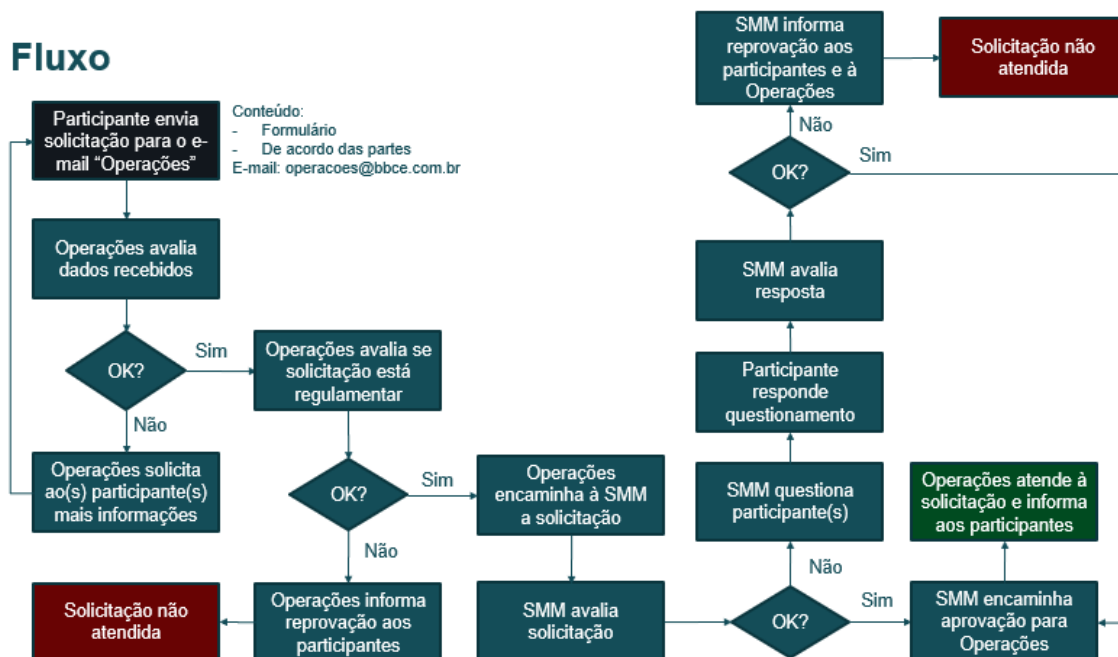 Fluxo
Participante envia
solicitação para o e-
mail “Operações”
Conteúdo:
- Formulário
- De acordo das partes
E-mail: operacoes@bbce.com.br
Operações avalia
dados recebidos
OK?
Sim
Não
Operações solicita
ao(s) participante(s)
mais informações
Operações avalia se
solicitação está
regulamentar
OK?
Sim
Não
Operações informa
reprovação aos
participantes
Solicitação não
atendida
Operações
encaminha à SMM
a solicitação
SMM avalia
solicitação
OK?
Sim
Não
SMM questiona
participante(s)
Participante
responde
questionamento
SMM avalia
resposta
OK?
Sim
Não
SMM informa
reprovação aos
participantes e à
Operações
Solicitação não
atendida
SMM encaminha
aprovação para
Operações
Operações atende à
solicitação e informa
aos participantes